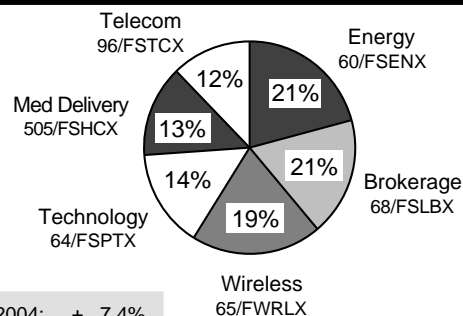 Telecom
96/FSTCX
12%
Energy
60/FSENX
21%
Med Delivery
505/FSHCX
13%
21%
Brokerage
68/FSLBX
14%
Technology
64/FSPTX
19%
Wireless
65/FWRLX
2004: + 7.4%